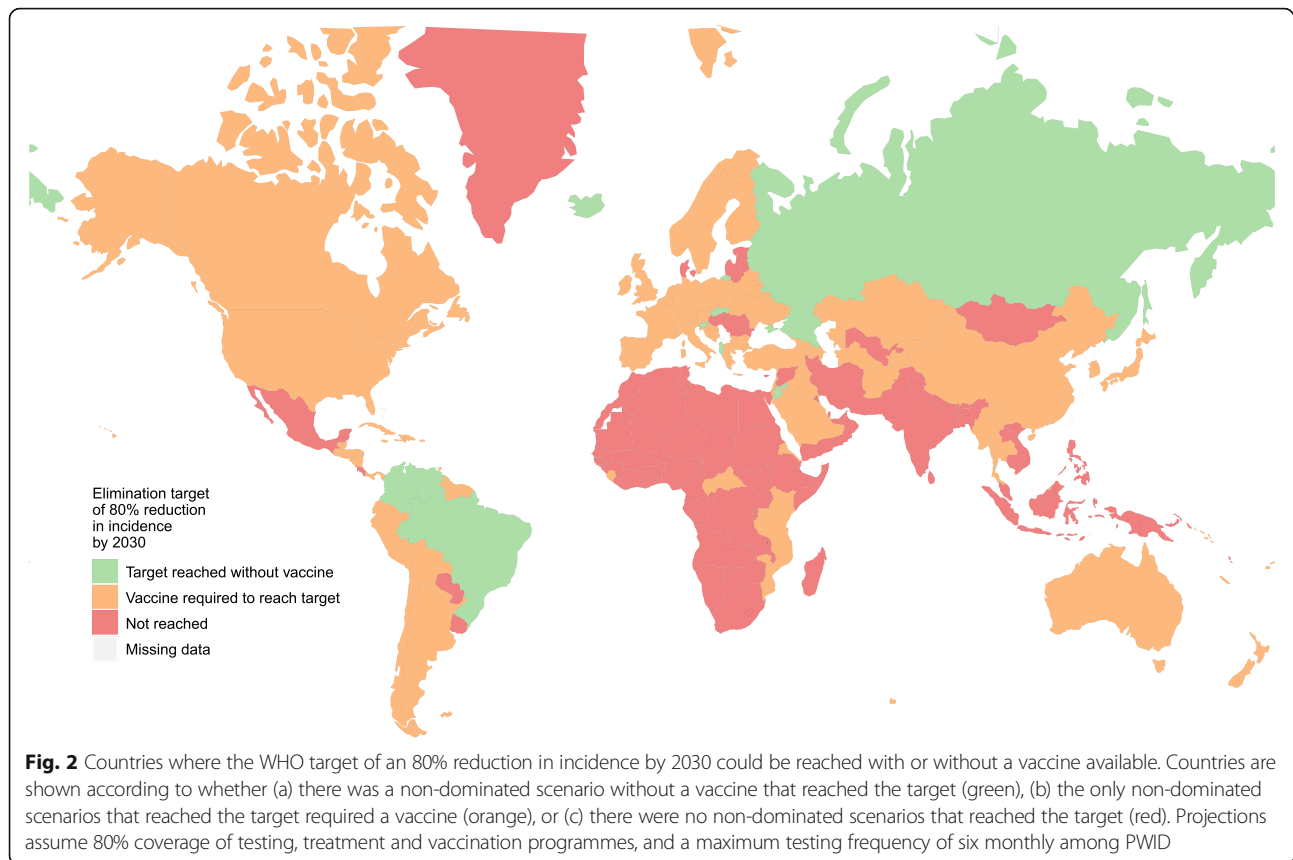 Elimination target
of 80% reduction
in incidence
by 2030
Target reached without vaccine
Vaccine required to reach target
Not reached
Missing data
Fig. 2 Countries where the WHO target of an 80% reduction in incidence by 2030 could be reached with or without a vaccine available. Countries are
shown according to whether (a) there was a non-dominated scenario without a vaccine that reached the target (green), (b) the only non-dominated
scenarios that reached the target required a vaccine (orange), or (c) there were no non-dominated scenarios that reached the target (red). Projections
assume 80% coverage of testing, treatment and vaccination programmes, and a maximum testing frequency of six monthly among PWID